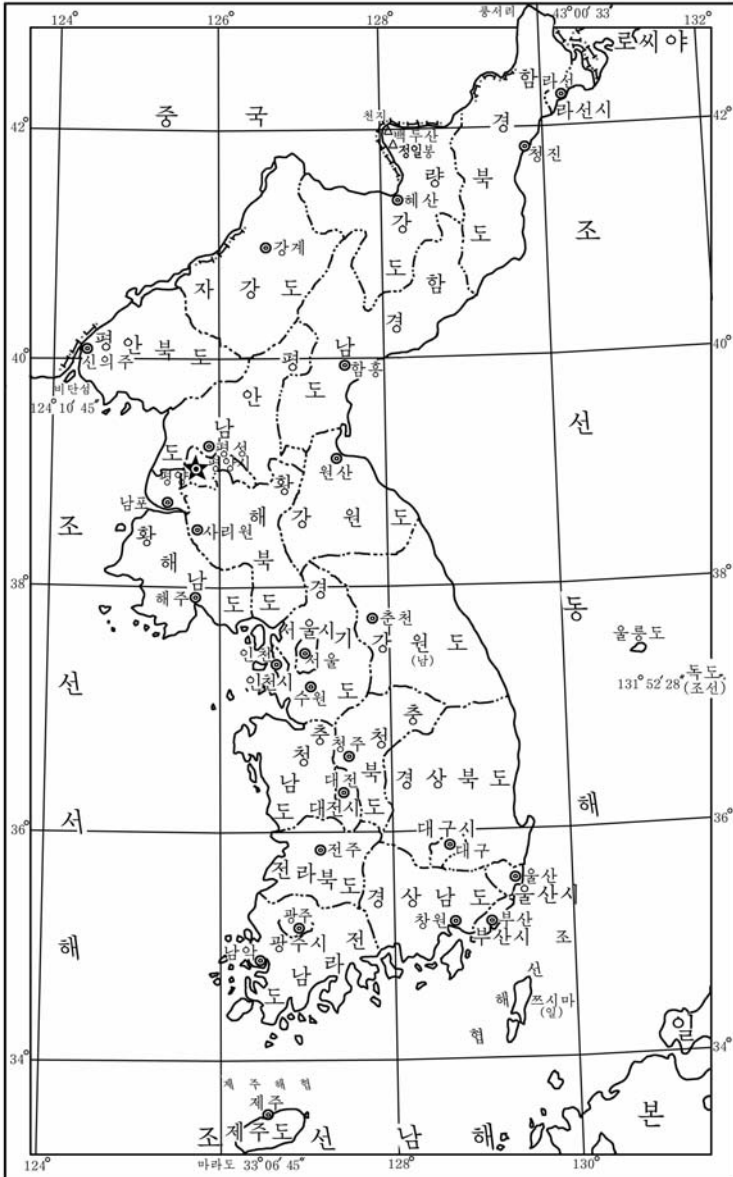 124° 126° 128° 풍서리 43° 00′ 33″ 132°
로씨야
함
라선
라선시
중국
42° 42°
천지
백두산
정일봉
경
청진
량
북
혜산
강
도
도
함
조
강계
자강도
경
평안북도
신의주
평
남
40° 40°
함흥
비단섬
124° 10′ 45″
안
도
선
남
도
평성
평양시
평양
원산
황
남포
강원도
조
황
사리원
해
해
북
38° 38°
남
경
해주
도
도
도
동
춘천
서울시
기
울릉도
강원도
(남)
인천
서울
인천시
수원
도
독도
131° 52′ 28″ (조선)
선
충
충
청
청
청주
남
대전
북
경상북도
도
대전시
도
해
서
36° 36°
대구시
대구
전주
전라북도
울산
경상남도
울산시
광주
창원
부산
광주시
전
부산시
조
해
남악
라
선
남
도
해
쯔시마
(일)
협
일
34° 34°
제주해협
제주
본
조선남해
제주도
124° 마라도 33° 06′ 45″ 128° 130°